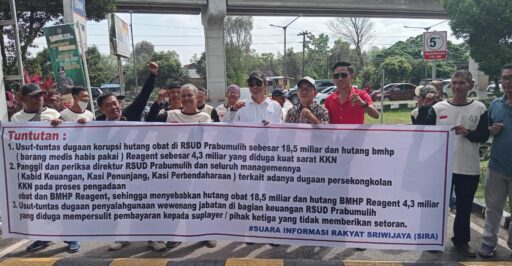 Tuntutan :
1. Usut-tuntas dugaan korupsi hutang obat di RSUD Prabumulih sebesar 18,5 miliar dan hutang bmhp
( barang medis habis pakai ) Reagent sebesar 4,3 miliar yang diduga kuat sarat KKN
2. Panggil dan periksa direktur RSUD Prabumulih dan seluruh managemennya
( Kabid Keuangan, Kasi Penunjang, Kasi Perbendaharaan ) terkait adanya dugaan persekongkolan
KKN pada proses pengadaan
obat dan BMHP Reagent, sehingga menyebabkan hutang obat 18,5 miliar dan hutang BMHP Reagent 4,3 miliar
3. Usut-tuntas dugaan penyalahgunaan wewenang jabatan di bagian keuangan RSUD Prabumulih
yang diduga mempersulit pembayaran kepada suplayer / pihak ketiga yang tidak memberikan setoran.
#SUARA INFORMASI RAKYAT SRIWIJAYA (SIRA)
5